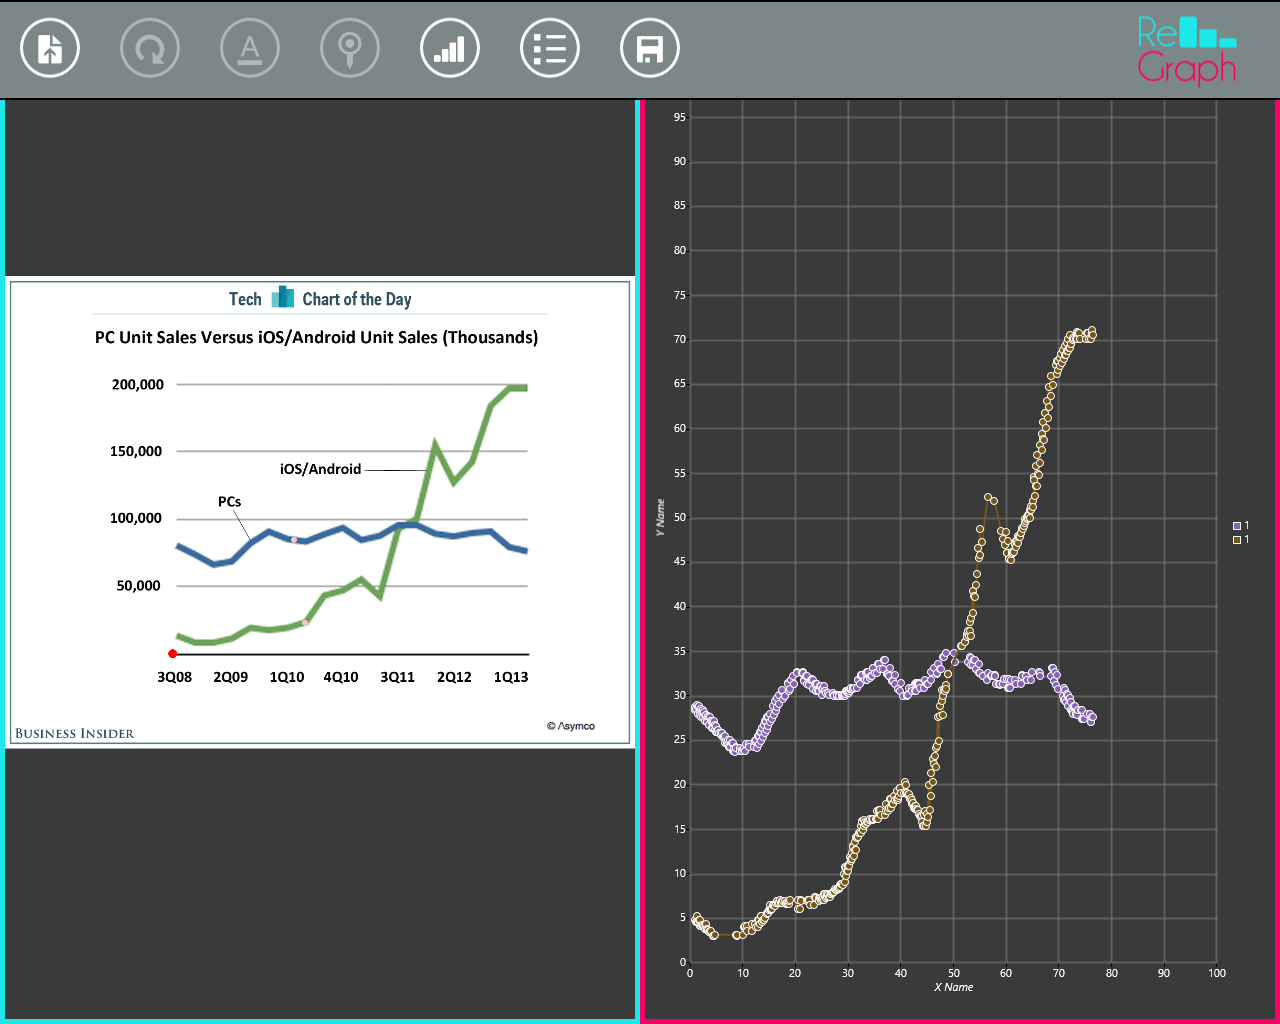 A
Re
Graph
Tech Chart of the Day
PC Unit Sales Versus iOS/Android Unit Sales (Thousands)
200,000
150,000
iOS/Android
PCs
100,000
50,000
3Q08 2Q09 1Q10 4Q10 3Q11 2Q12 1Q13
© Asymco
BUSINESS INSIDER
95
90
85
80
75
70
65
60
55
50
45
40
35
30
25
20
15
10
5
0
Y Name
0 10 20 30 40 50 60 70 80 90 100
X Name
1
1